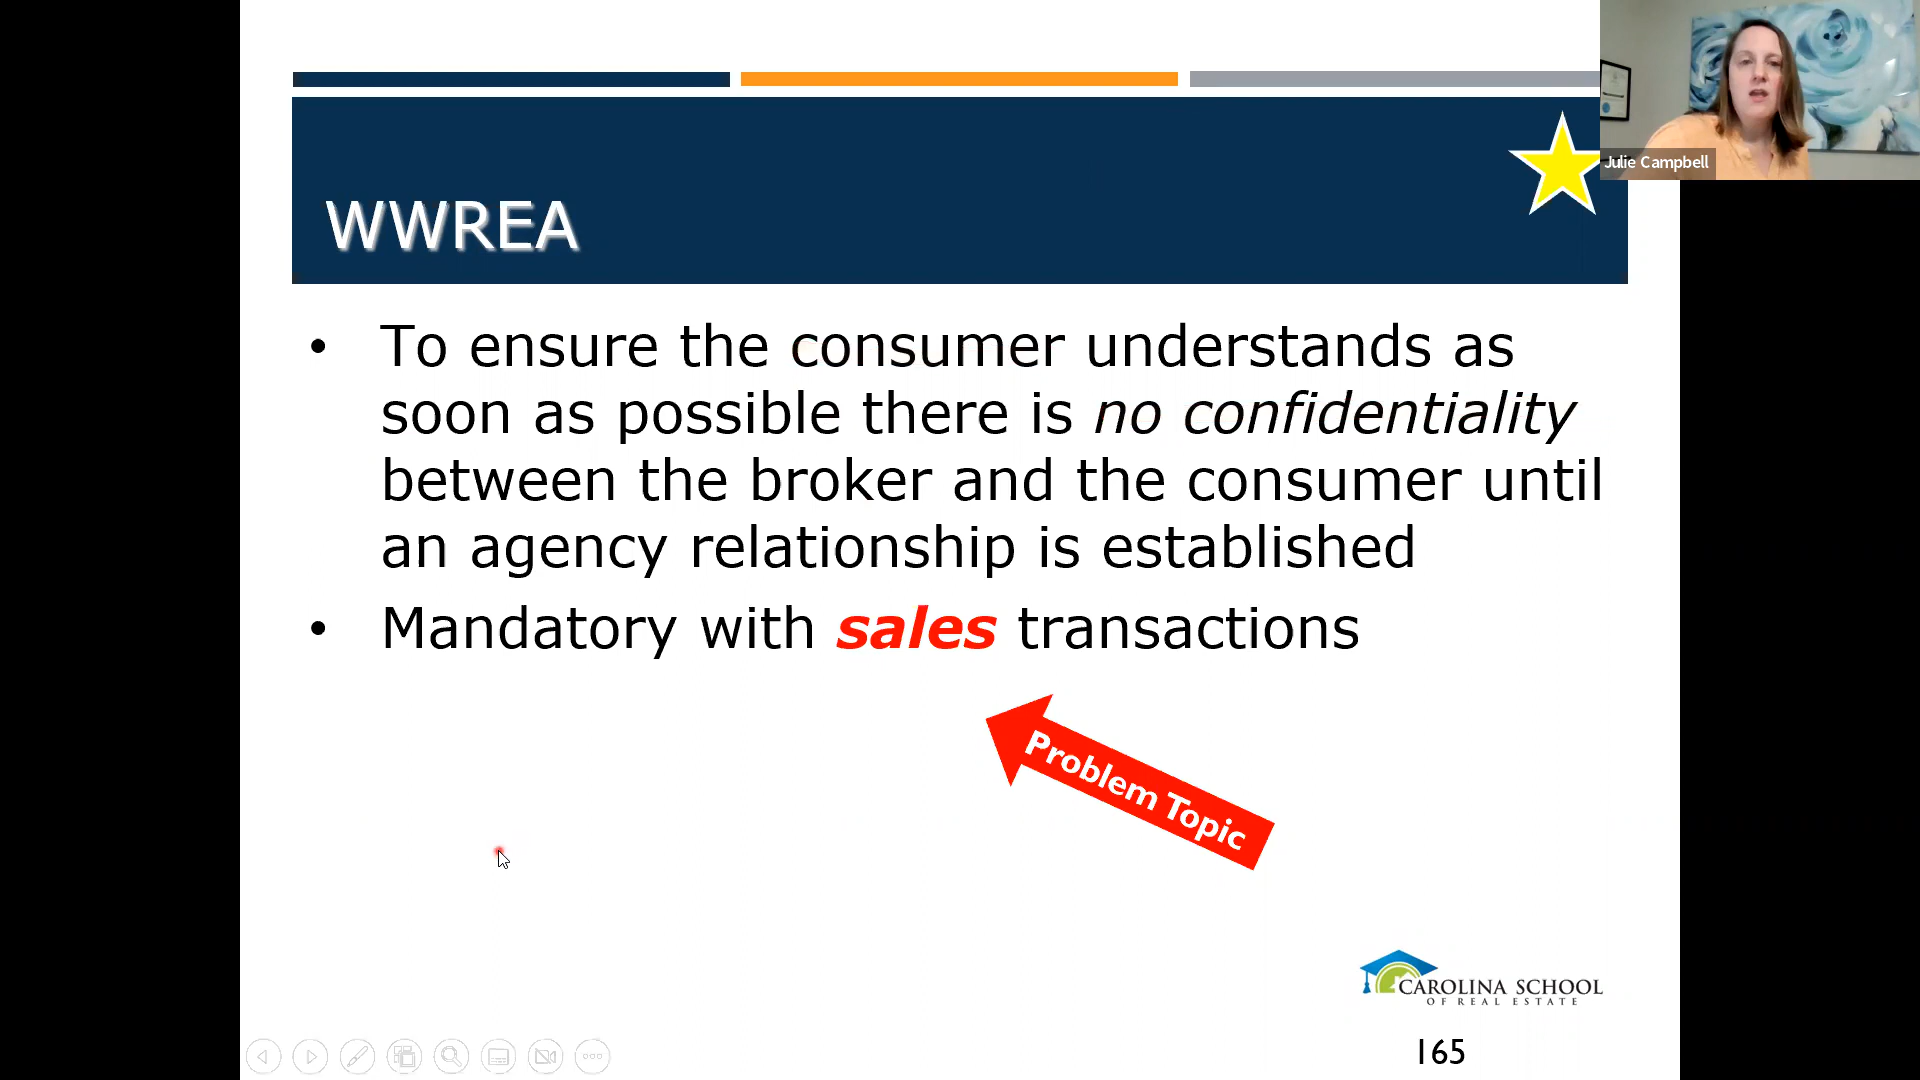 Julie Campbell
WWREA
• To ensure the consumer understands as
soon as possible there is no confidentiality
between the broker and the consumer until
an agency relationship is established
• Mandatory with sales transactions
Problem Topic
CAROLINA SCHOOL
OF REAL ESTATE
165